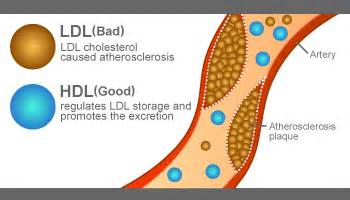 LDL(Bad)
LDL cholesterol
caused atherosclerosis
HDL(Good)
regulates LDL storage and
promotes the excretion
Artery
Atherosclerosis
plaque